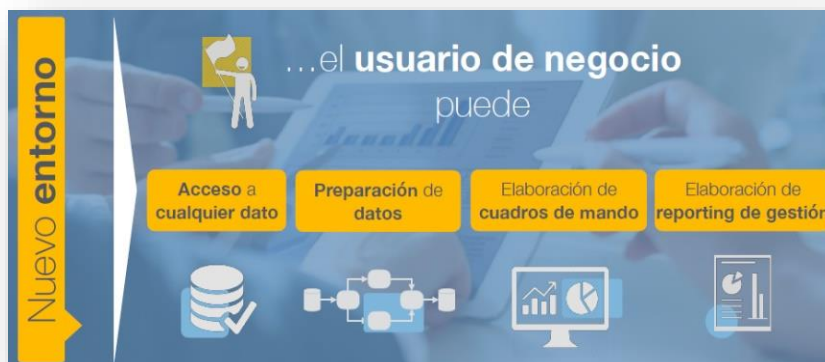 Nuevo entorno
...el usuario de negocio
puede
Acceso a
cualquier dato
Preparación de
datos
Elaboración de
cuadros de mando
Elaboración de
reporting de gestión